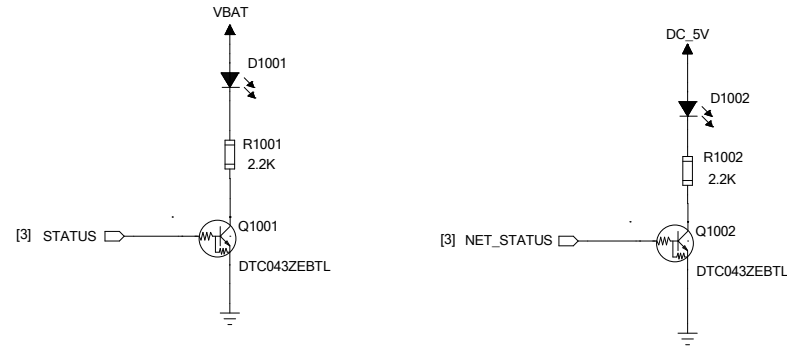 VBAT
D1001
R1001
2.2K
[3] STATUS
Q1001
DTC043ZEBTL
DC_5V
D1002
R1002
2.2K
[3] NET_STATUS
Q1002
DTC043ZEBTL